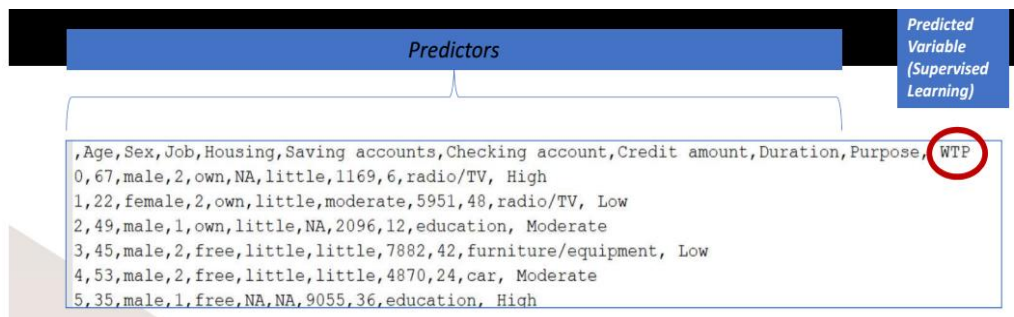 Predictors
Predicted
Variable
(Supervised
Learning)
,Age,Sex,Job,Housing,Saving accounts,Checking account,Credit amount,Duration,Purpose, WTP
0,67,male,2,own,NA,little,1169,6,radio/TV, High
1,22,female,2,own,little,moderate,5951,48,radio/TV, Low
2,49,male,1,own,little,NA,2096,12,education, Moderate
3,45,male,2,free,little,little,7882,42,furniture/equipment, Low
4,53,male,2,free,little,little,4870,24,car, Moderate
5,35,male,1,free,NA,NA,9055,36,education, High